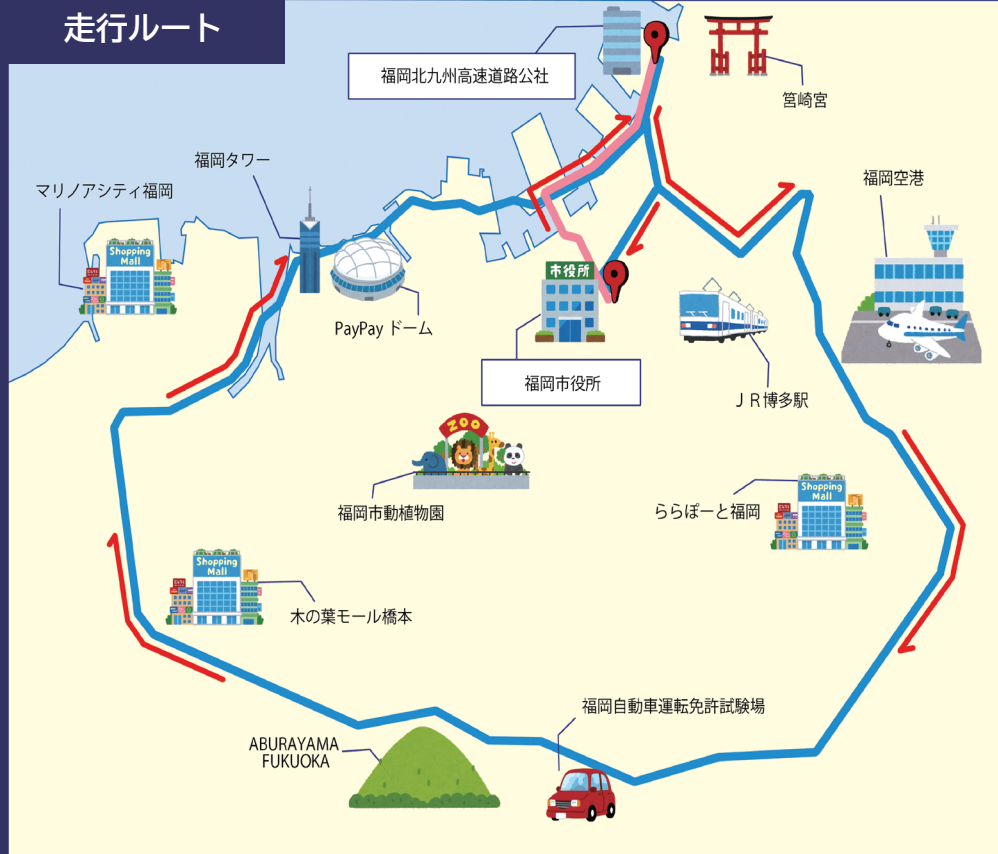 走行ルート
福岡北九州高速道路公社
筥崎宮
福岡タワー
マリノアシティ福岡
福岡空港
Shopping
Mall
市役所
PayPay ドーム
福岡市役所
ＪＲ博多駅
ZOO
福岡市動植物園
ららぽーと福岡
Shopping
Mall
Shopping
Mall
木の葉モール橋本
福岡自動車運転免許試験場
ABURAYAMA
FUKUOKA